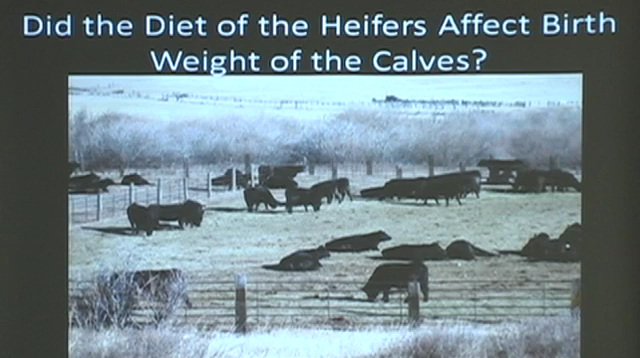 Did the Diet of the Heifers Affect Birth
Weight of the Calves?